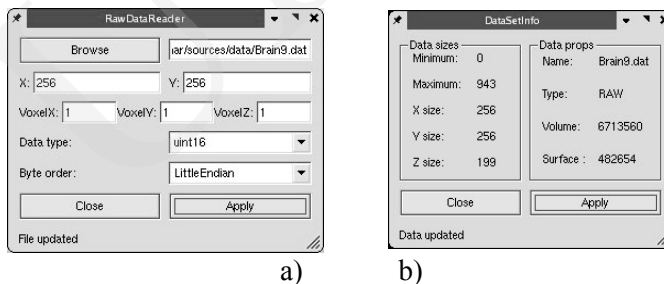 RawDataReader
Browse
ar/sources/data/Brain9.dat
X: 256
Y: 256
VoxelX: 1 VoxelY: 1 VoxelZ: 1
Data type: uint16
Byte order: LittleEndian
Close
Apply
File updated
a)
DataSetInfo
Data sizes
Minimum: 0
Maximum: 943
X size: 256
Y size: 256
Z size: 199
Data props
Name: Brain9.dat
Type: RAW
Volume: 6713560
Surface : 482654
Close
Apply
Data updated
b)